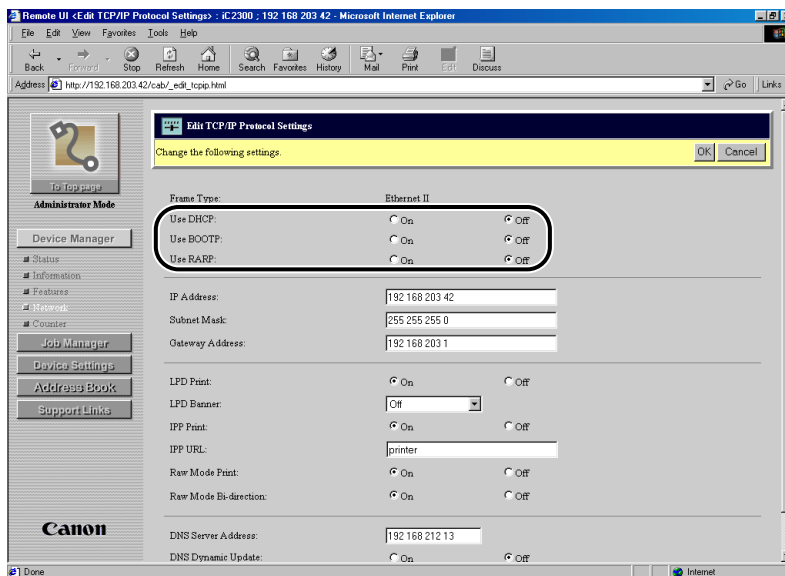 Remote UI <Edit TCP/IP Protocol Settings> : iC2300 ; 192 168 203 42 - Microsoft Internet Explorer
File Edit View Favorites Tools Help
Back Forward Stop Refresh Home Search Favorites History Mail Print Edit Discuss
Address http://192.168.203.42/cab/_edit_tcpip.html Go Links
To Top page
Administrator Mode
Device Manager
Status
Information
Features
Network
Counter
Job Manager
Device Settings
Address Book
Support Links
Canon
Edit TCP/IP Protocol Settings
Change the following settings. OK Cancel
Frame Type: Ethernet II
Use DHCP: On Off
Use BOOTP: On Off
Use RARP: On Off
IP Address: 192 168 203 42
Subnet Mask: 255 255 255 0
Gateway Address: 192 168 203 1
LPD Print: On Off
LPD Banner: Off
IPP Print: On Off
IPP URL: printer
Raw Mode Print: On Off
Raw Mode Bi-direction: On Off
DNS Server Address: 192 168 212 13
DNS Dynamic Update: On Off
Done Internet